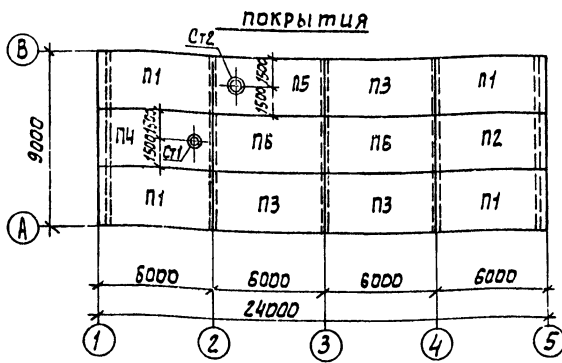 ПОКРЫТИЯ
Ст2
В
П1 1500 1500 П5 П3 П1
9000
П4 1500 1500 Ст1 П6 П6 П2
П1 П3 П3 П1
А
6000 6000 6000 6000
24000
1 2 3 4 5